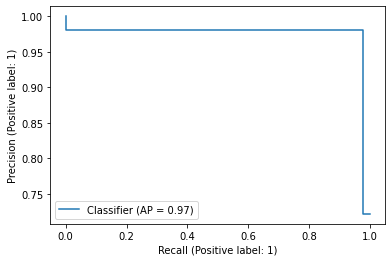 1.00
0.95
0.90
0.85
0.80
0.75
Precision (Positive label: 1)
Classifier (AP = 0.97)
0.0 0.2 0.4 0.6 0.8 1.0
Recall (Positive label: 1)